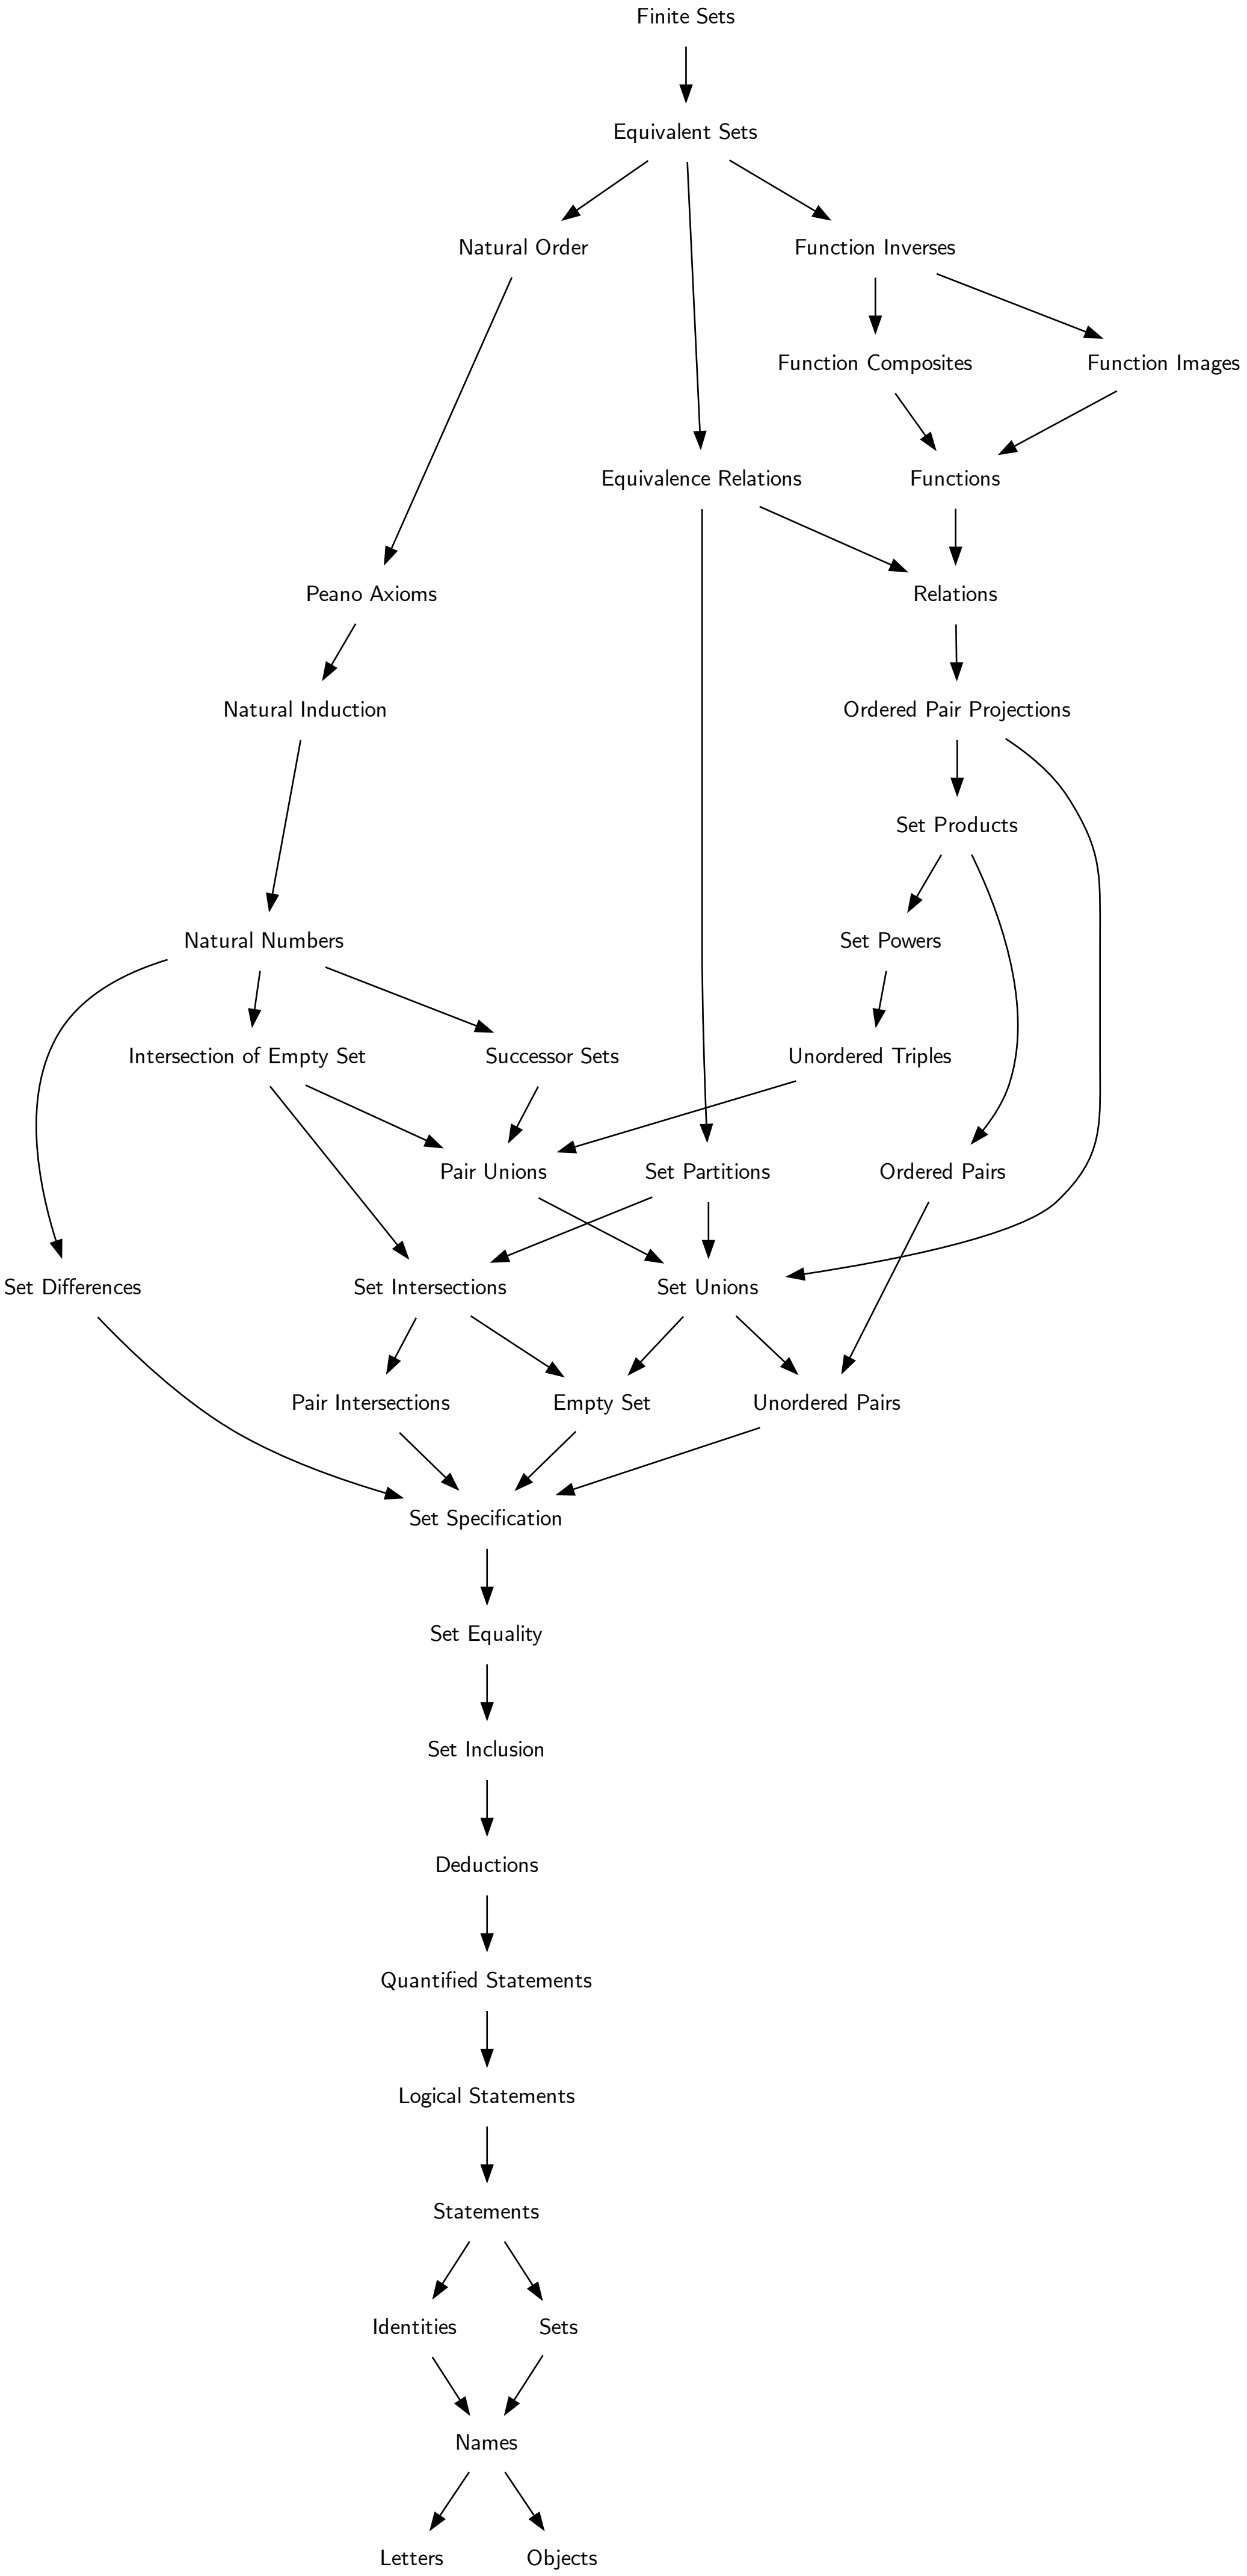 Finite Sets
Equivalent Sets
Natural Order
Function Inverses
Function Composites
Function Images
Equivalence Relations
Functions
Peano Axioms
Relations
Natural Induction
Ordered Pair Projections
Set Products
Natural Numbers
Set Powers
Intersection of Empty Set
Successor Sets
Unordered Triples
Pair Unions
Set Partitions
Ordered Pairs
Set Differences
Set Intersections
Set Unions
Pair Intersections
Empty Set
Unordered Pairs
Set Specification
Set Equality
Set Inclusion
Deductions
Quantified Statements
Logical Statements
Statements
Identities
Sets
Names
Letters
Objects